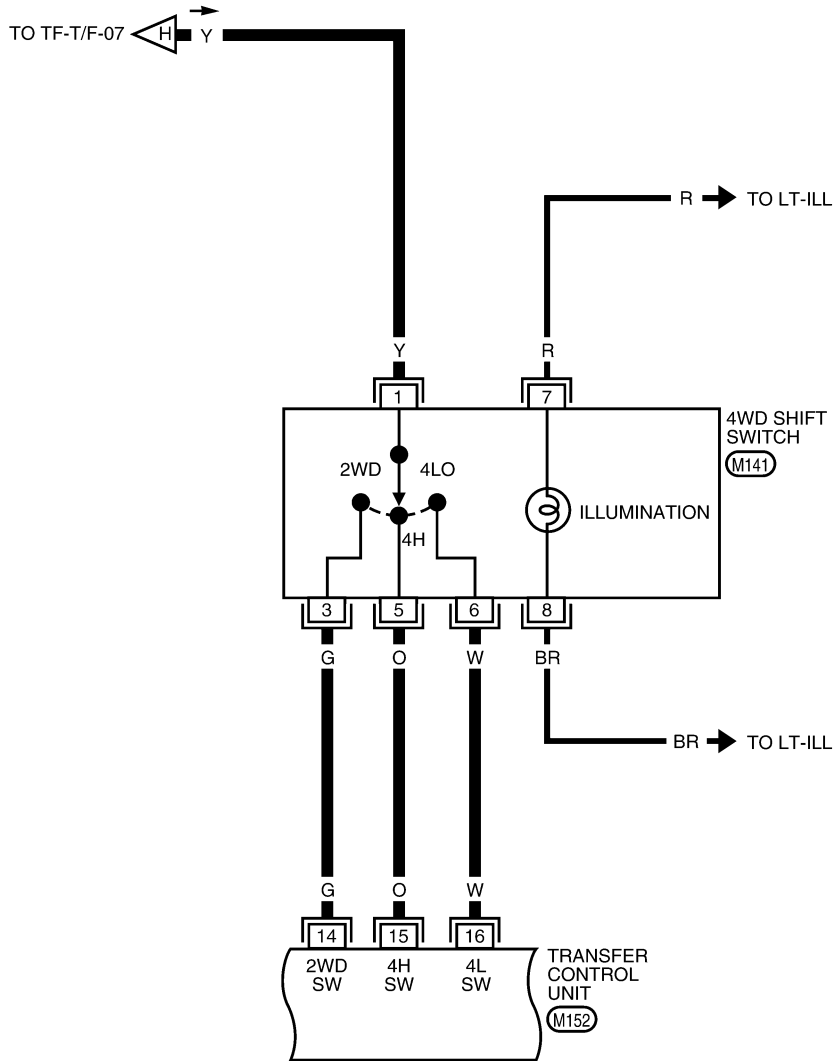 TO TF-T/F-07 H Y
R TO LT-ILL
Y R
1 7
4WD SHIFT
SWITCH
M141
2WD 4LO
ILLUMINATION
4H
3 5 6 8
G O W BR
BR TO LT-ILL
G O W
14 15 16
2WD
SW
4H
SW
4L
SW
TRANSFER
CONTROL
UNIT
M152